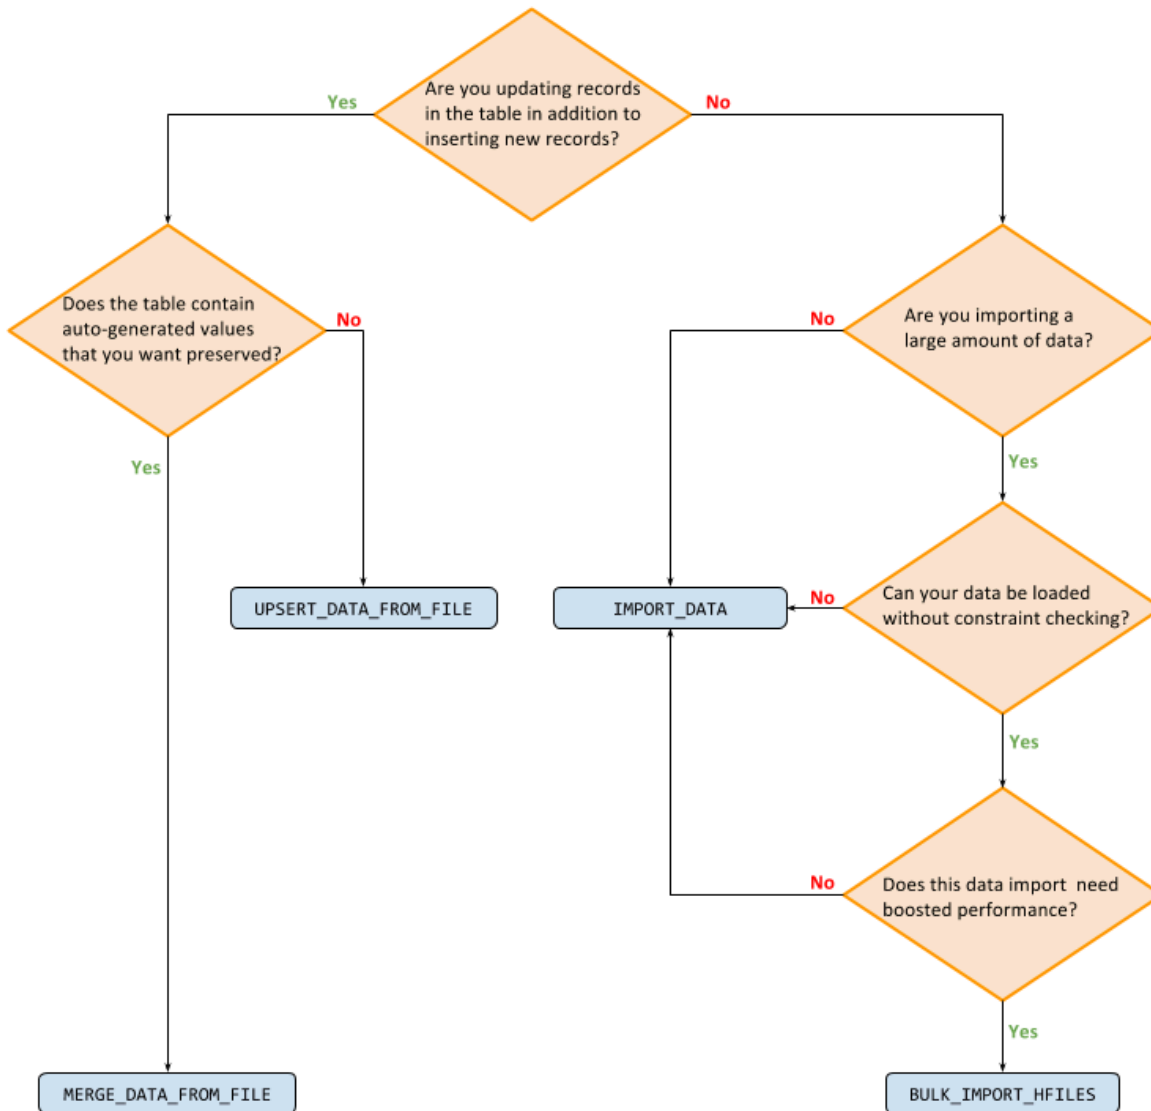 Are you updating records
in the table in addition to
inserting new records?
Yes
No
Does the table contain
auto-generated values
that you want preserved?
No
Yes
No
Are you importing a
large amount of data?
Yes
UPSERT_DATA_FROM_FILE
IMPORT_DATA
No
Can your data be loaded
without constraint checking?
Yes
No
Does this data import need
boosted performance?
Yes
MERGE_DATA_FROM_FILE
BULK_IMPORT_HFILES